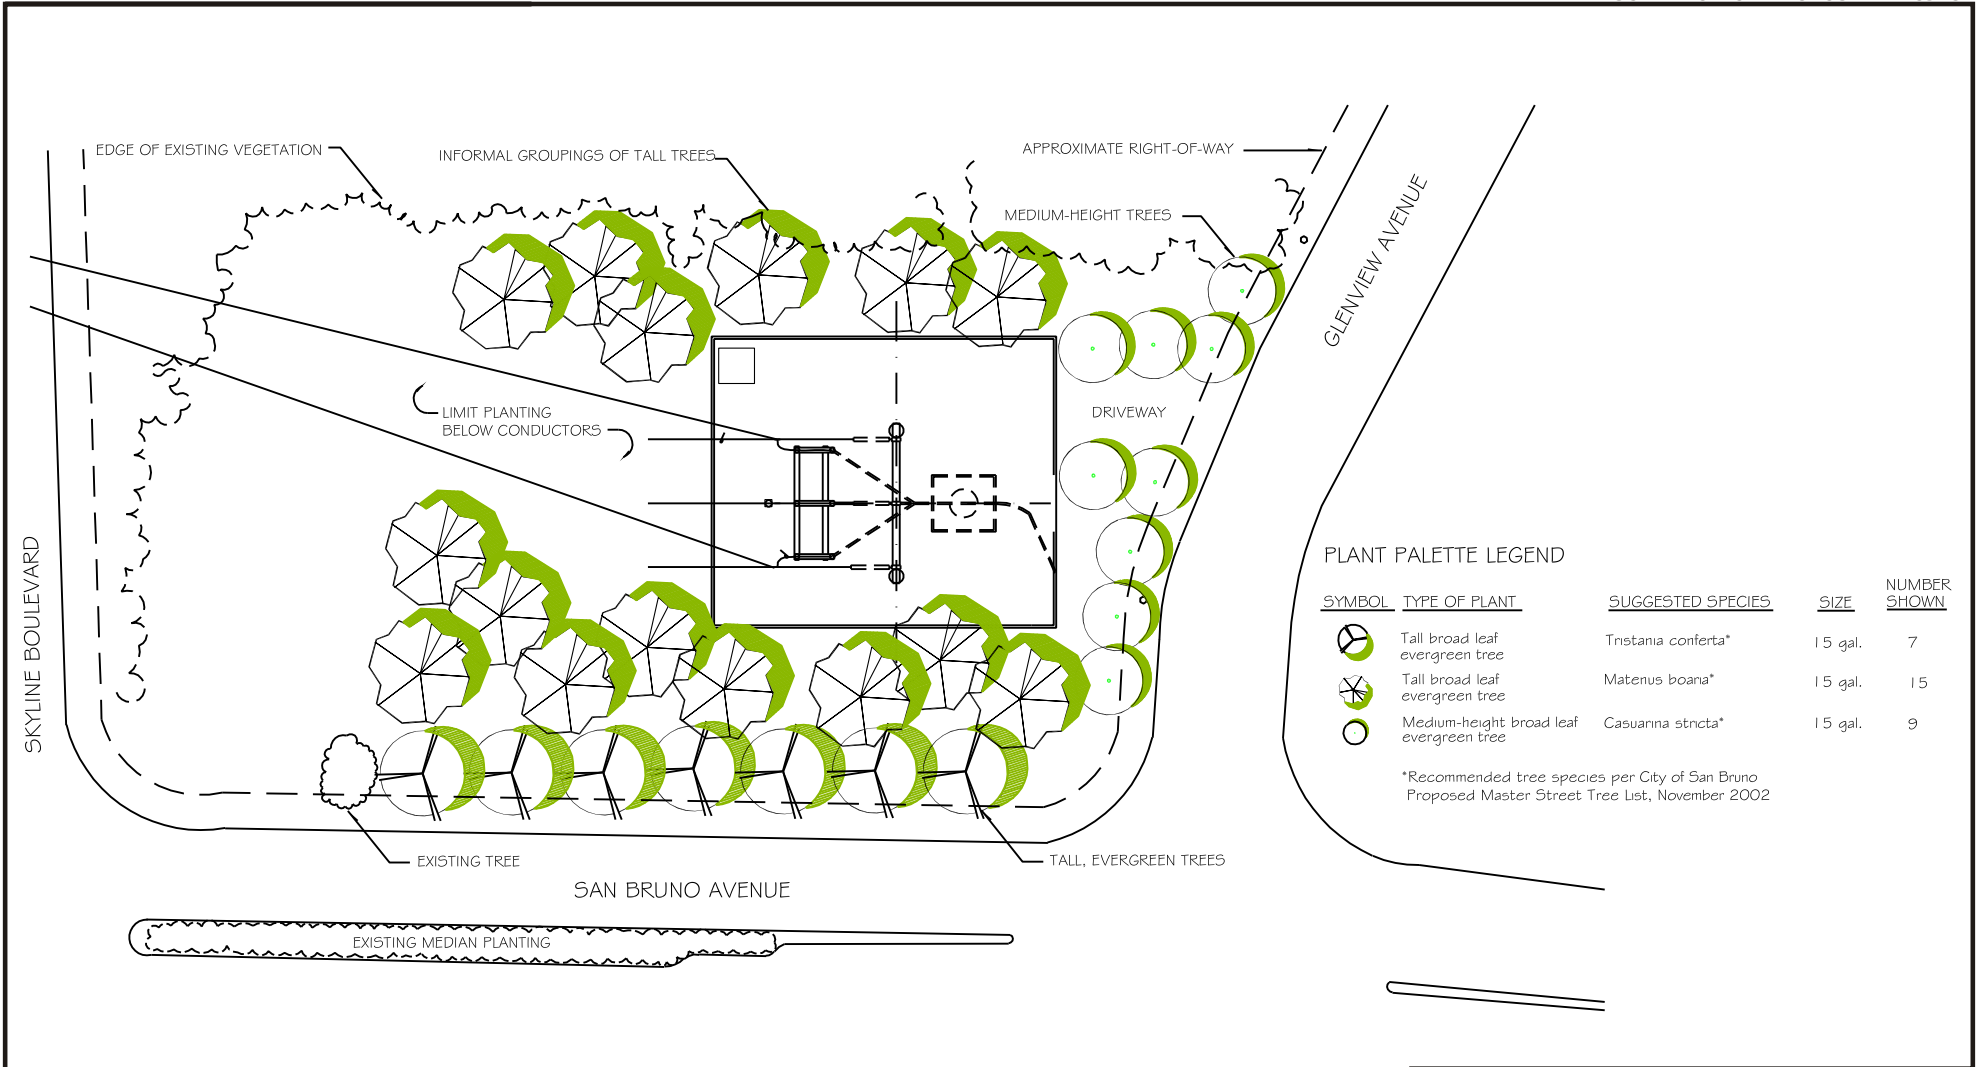 EDGE OF EXISTING VEGETATION
INFORMAL GROUPINGS OF TALL TREES
APPROXIMATE RIGHT-OF-WAY
MEDIUM-HEIGHT TREES
GLENVIEW AVENUE
LIMIT PLANTING
BELOW CONDUCTORS
DRIVEWAY
SKYLINE BOULEVARD
PLANT PALETTE LEGEND
SYMBOL TYPE OF PLANT SUGGESTED SPECIES SIZE NUMBER
SHOWN
Tall broad leaf
evergreen tree
Tristania conferta* 15 gal. 7
Tall broad leaf
evergreen tree
Matenus boaria* 15 gal. 15
Medium-height broad leaf
evergreen tree
Casuarina stricta* 15 gal. 9
*Recommended tree species per City of San Bruno
Proposed Master Street Tree List, November 2002
EXISTING TREE
TALL, EVERGREEN TREES
SAN BRUNO AVENUE
EXISTING MEDIAN PLANTING